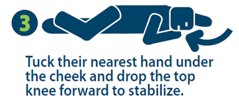 3
Tuck their nearest hand under
the cheek and drop the top
knee forward to stabilize.